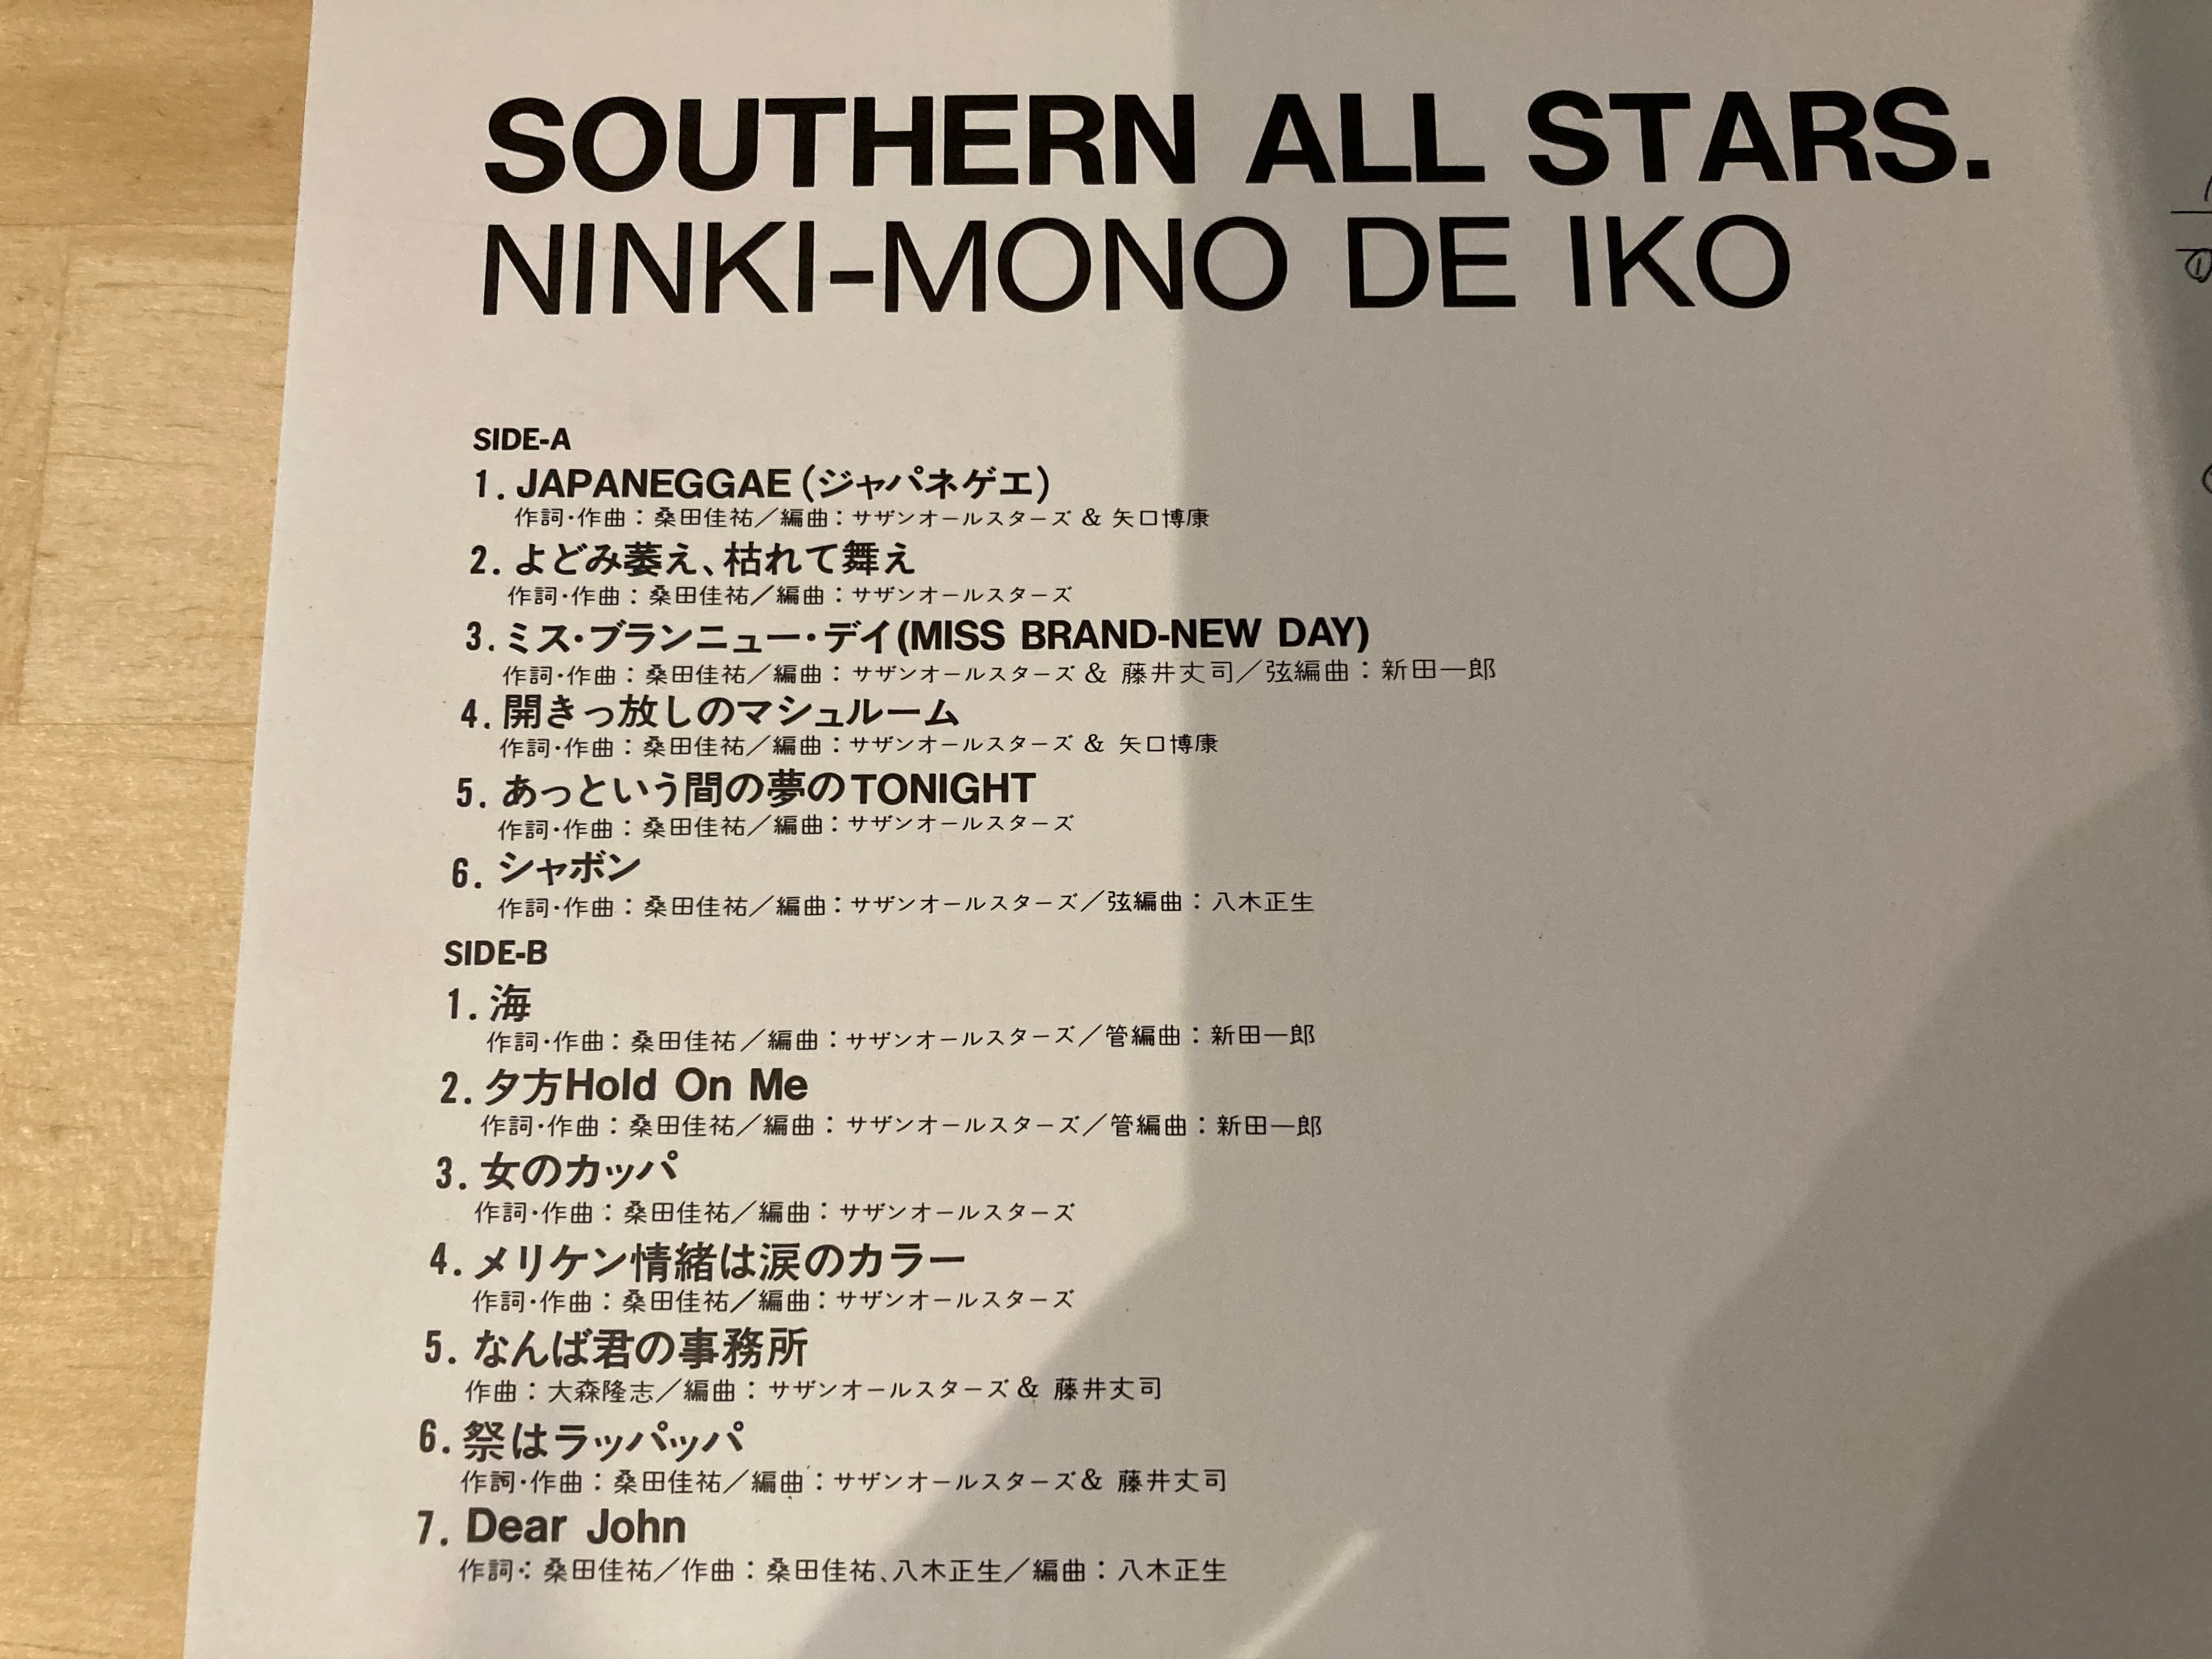 SOUTHERN ALL STARS.
NINKI-MONO DE IKO
SIDE-A
1. JAPANEGGAE (ジャパネゲエ)
作詞・作曲：桑田佳祐／編曲：サザンオールスターズ & 矢口博康
2. よどみ萎え、枯れて舞え
作詞・作曲：桑田佳祐／編曲：サザンオールスターズ
3. ミス・ブランニュー・デイ(MISS BRAND-NEW DAY)
作詞・作曲：桑田佳祐／編曲：サザンオールスターズ & 藤井丈司／弦編曲：新田一郎
4. 開きっ放しのマシュルーム
作詞・作曲：桑田佳祐／編曲：サザンオールスターズ & 矢口博康
5. あっという間の夢のTONIGHT
作詞・作曲：桑田佳祐／編曲：サザンオールスターズ
6. シャボン
作詞・作曲：桑田佳祐／編曲：サザンオールスターズ／弦編曲：八木正生
SIDE-B
1. 海
作詞・作曲：桑田佳祐／編曲：サザンオールスターズ／管編曲：新田一郎
2. 夕方Hold On Me
作詞・作曲：桑田佳祐／編曲：サザンオールスターズ／管編曲：新田一郎
3. 女のカッパ
作詞・作曲：桑田佳祐／編曲：サザンオールスターズ
4. メリケン情緒は涙のカラー
作詞・作曲：桑田佳祐／編曲：サザンオールスターズ
5. なんば君の事務所
作曲：大森隆志／編曲：サザンオールスターズ & 藤井丈司
6. 祭はラッパッパ
作詞・作曲：桑田佳祐／編曲：サザンオールスターズ& 藤井丈司
7. Dear John
作詞・：桑田佳祐／作曲：桑田佳祐、八木正生／編曲：八木正生